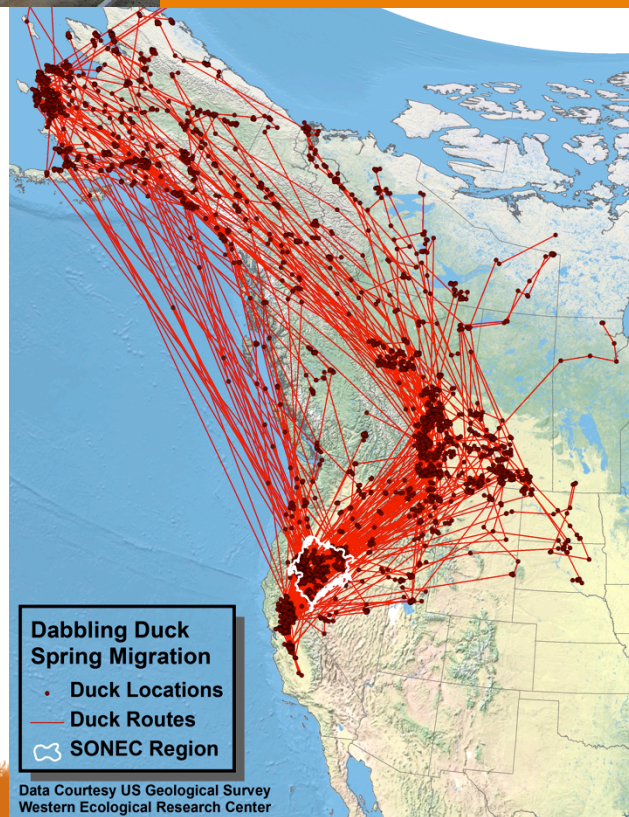 Dabbling Duck
Spring Migration
Duck Locations
Duck Routes
SONEC Region
Data Courtesy US Geological Survey
Western Ecological Research Center